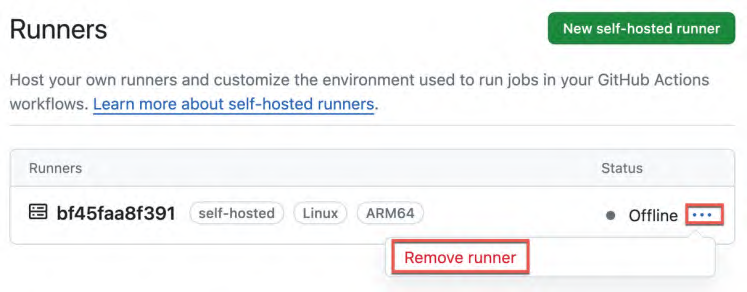 Runners
New self-hosted runner
Host your own runners and customize the environment used to run jobs in your GitHub Actions
workflows. Learn more about self-hosted runners.
Runners Status
bf45faa8f391 self-hosted Linux ARM64 Offline ...
Remove runner